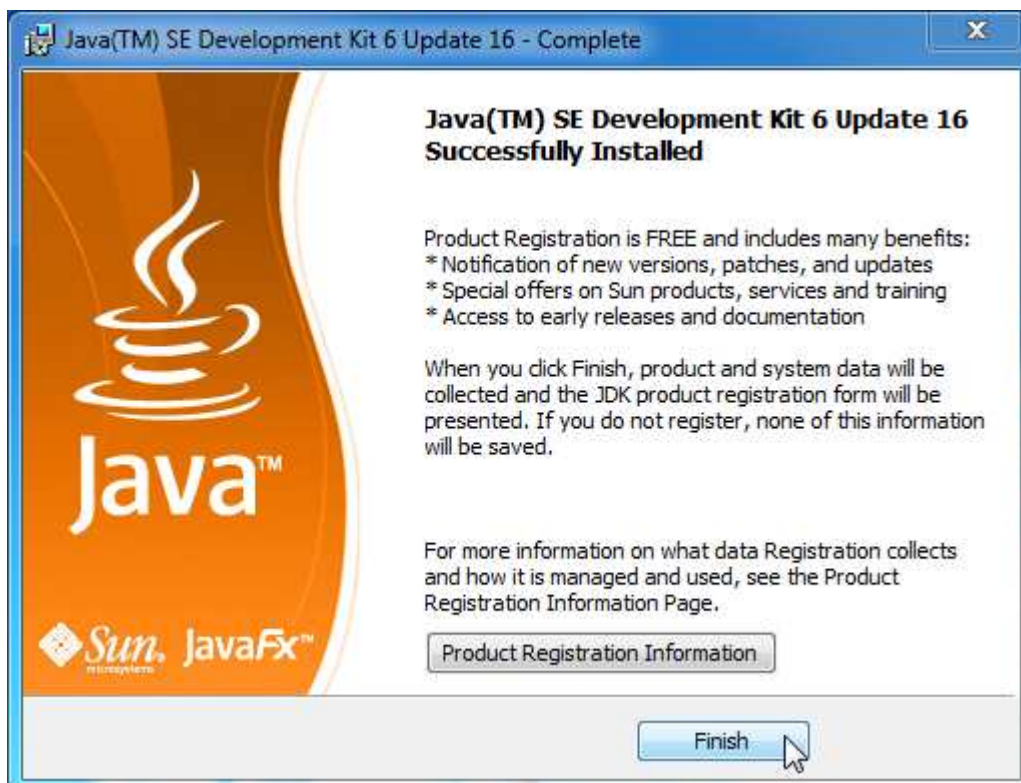 Java(TM) SE Development Kit 6 Update 16 - Complete
Java(TM) SE Development Kit 6 Update 16
Successfully Installed
Product Registration is FREE and includes many benefits:
* Notification of new versions, patches, and updates
* Special offers on Sun products, services and training
* Access to early releases and documentation
When you click Finish, product and system data will be
collected and the JDK product registration form will be
presented. If you do not register, none of this information
will be saved.
Java™
For more information on what data Registration collects
and how it is managed and used, see the Product
Registration Information Page.
Sun JavaFx™
microsystems
Product Registration Information
Finish